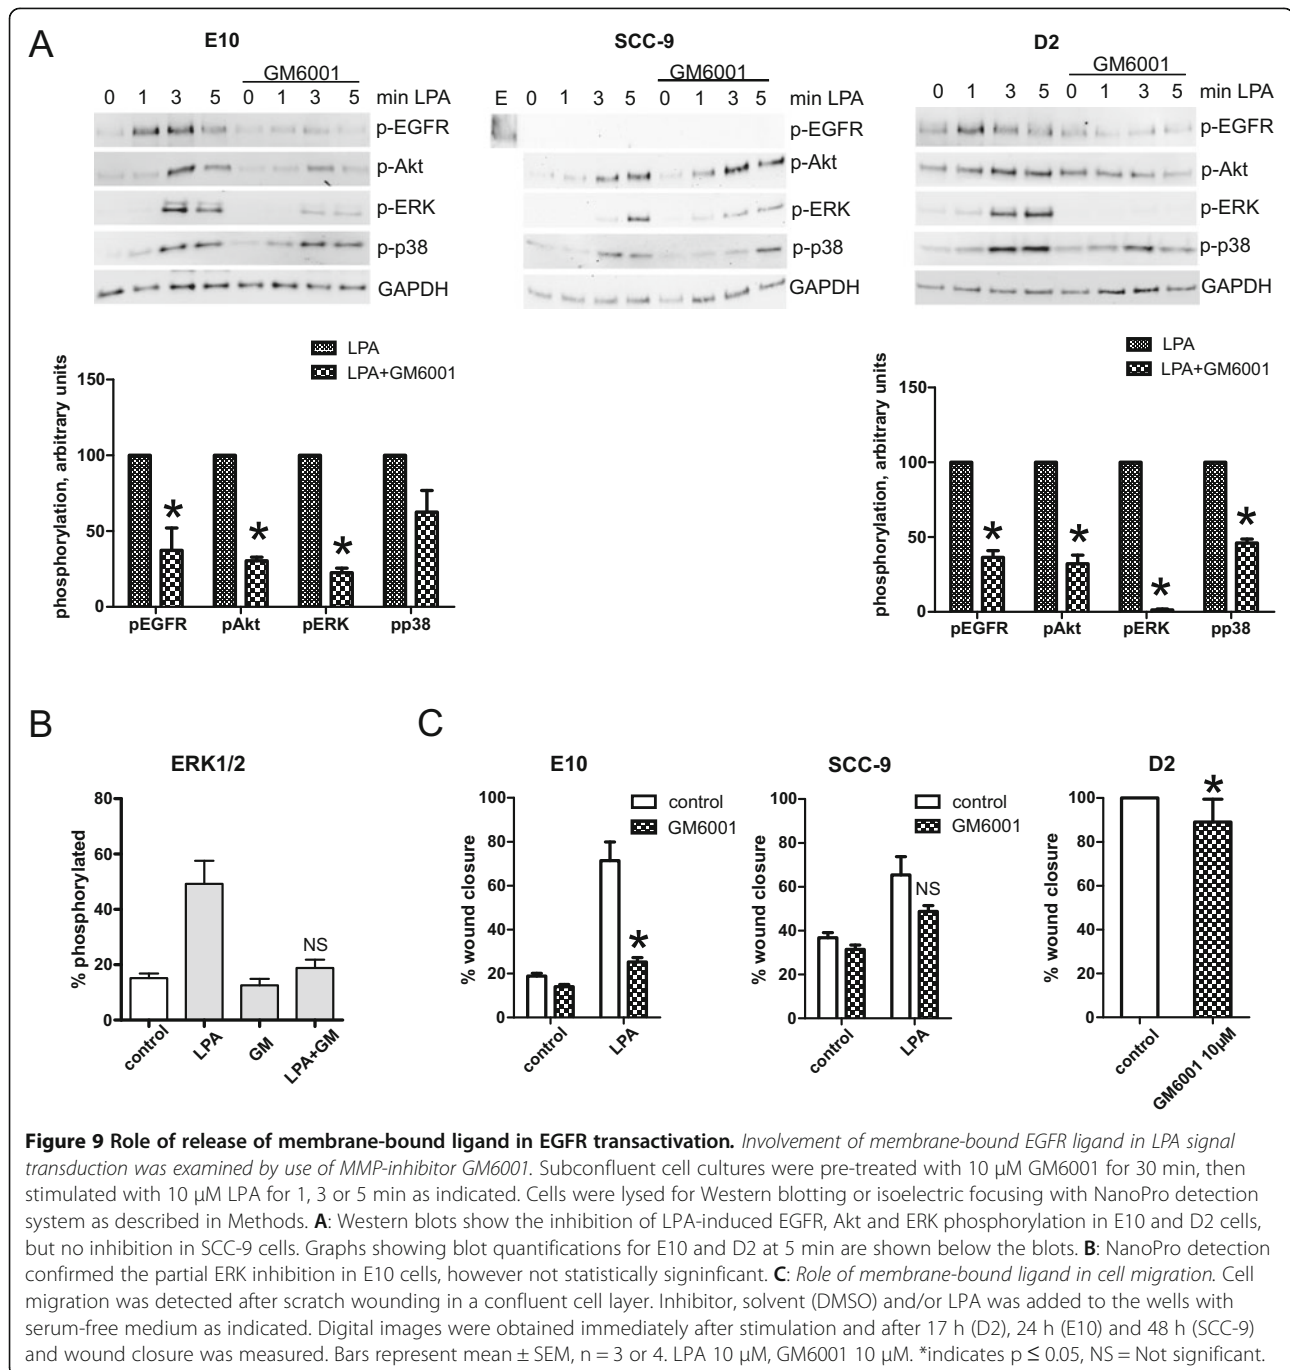 A
E10
SCC-9
D2
GM6001
GM6001
GM6001
0 1 3 5 0 1 3 5 min LPA
E 0 1 3 5 0 1 3 5 min LPA
0 1 3 5 0 1 3 5 min LPA
p-EGFR
p-Akt
p-ERK
p-p38
GAPDH
p-EGFR
p-Akt
p-ERK
p-p38
GAPDH
p-EGFR
p-Akt
p-ERK
p-p38
GAPDH
LPA
LPA+GM6001
phosphorylation, arbitrary units
150
100
50
0
* * *
pEGFR pAkt pERK pp38
LPA
LPA+GM6001
phosphorylation, arbitrary units
150
100
50
0
* * * *
pEGFR pAkt pERK pp38
B
ERK1/2
% phosphorylated
80
60
40
20
0
NS
control LPA GM LPA+GM
C
E10
control
GM6001
% wound closure
100
80
60
40
20
0
*
control LPA
SCC-9
control
GM6001
% wound closure
100
80
60
40
20
0
NS
control LPA
D2
% wound closure
100
80
60
40
20
0
*
control GM6001 10µM
Figure 9 Role of release of membrane-bound ligand in EGFR transactivation. Involvement of membrane-bound EGFR ligand in LPA signal
transduction was examined by use of MMP-inhibitor GM6001. Subconfluent cell cultures were pre-treated with 10 µM GM6001 for 30 min, then
stimulated with 10 µM LPA for 1, 3 or 5 min as indicated. Cells were lysed for Western blotting or isoelectric focusing with NanoPro detection
system as described in Methods. A: Western blots show the inhibition of LPA-induced EGFR, Akt and ERK phosphorylation in E10 and D2 cells,
but no inhibition in SCC-9 cells. Graphs showing blot quantifications for E10 and D2 at 5 min are shown below the blots. B: NanoPro detection
confirmed the partial ERK inhibition in E10 cells, however not statistically signinficant. C: Role of membrane-bound ligand in cell migration. Cell
migration was detected after scratch wounding in a confluent cell layer. Inhibitor, solvent (DMSO) and/or LPA was added to the wells with
serum-free medium as indicated. Digital images were obtained immediately after stimulation and after 17 h (D2), 24 h (E10) and 48 h (SCC-9)
and wound closure was measured. Bars represent mean ± SEM, n = 3 or 4. LPA 10 µM, GM6001 10 µM. *indicates p ≤ 0.05, NS = Not significant.